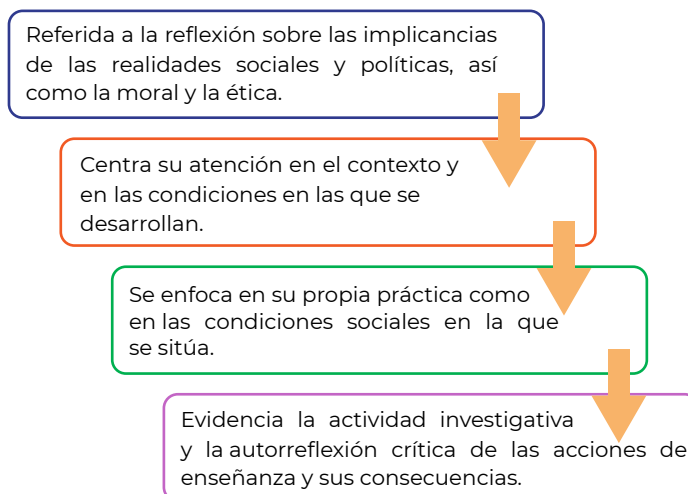 Referida a la reflexión sobre las implicancias
de las realidades sociales y políticas, así
como la moral y la ética.
Centra su atención en el contexto y
en las condiciones en las que se
desarrollan.
Se enfoca en su propia práctica como
en las condiciones sociales en la que
se sitúa.
Evidencia la actividad investigativa
y la autorreflexión crítica de las acciones de
enseñanza y sus consecuencias.